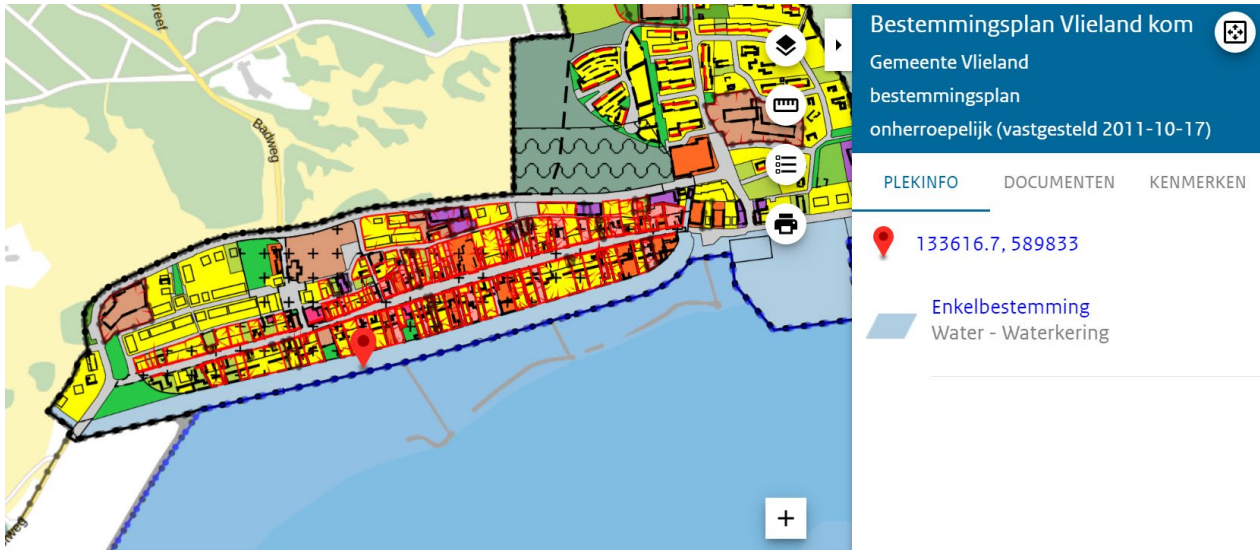 Dreef
Badweg
Bestemmingsplan Vlieland kom
Gemeente Vlieland
bestemmingsplan
onherroepelijk (vastgesteld 2011-10-17)
PLEKINFO DOCUMENTEN KENMERKEN
133616.7, 589833
Enkelbestemming
Water - Waterkering